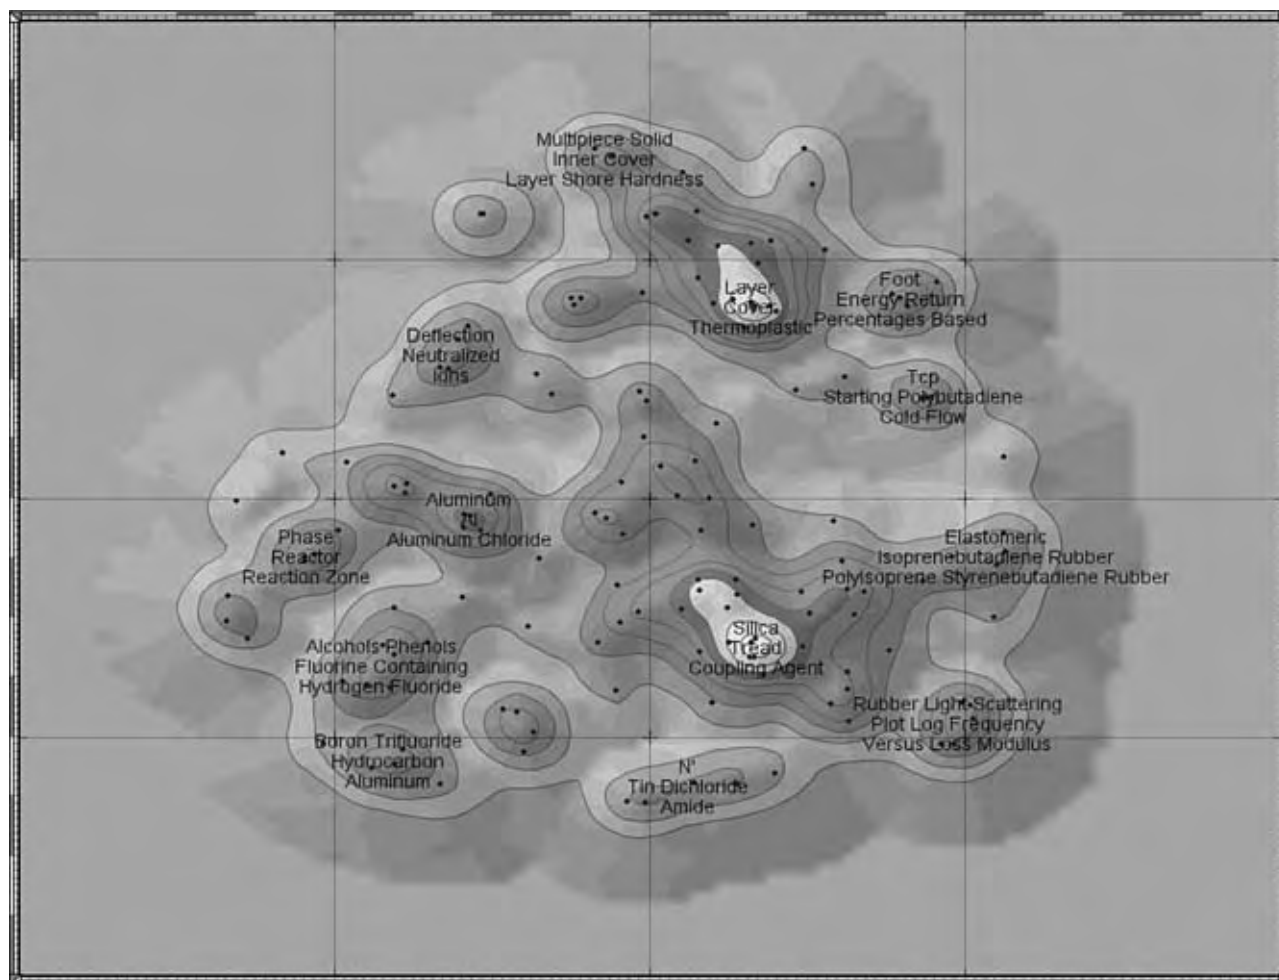 Multipiece Solid
Inner Cover
Layer Shore Hardness
Foot
Energy Return
Percentages Based
Layer
Cover
Thermoplastic
Deflection
Neutralized
Ions
Tcp
Starting Polybutadiene
Cold Flow
Aluminum
Aluminum Chloride
Phase
Reactor
Reaction Zone
Elastomeric
Isoprenebutadiene Rubber
Polyisoprene Styrenebutadiene Rubber
Silica
Tread
Coupling Agent
Alcohols Phenols
Fluorine Containing
Hydrogen Fluoride
Rubber Light Scattering
Plot Log Frequency
Versus Loss Modulus
Boron Trifluoride
Hydrocarbon
Aluminum
N'
Tin Dichloride
Amide